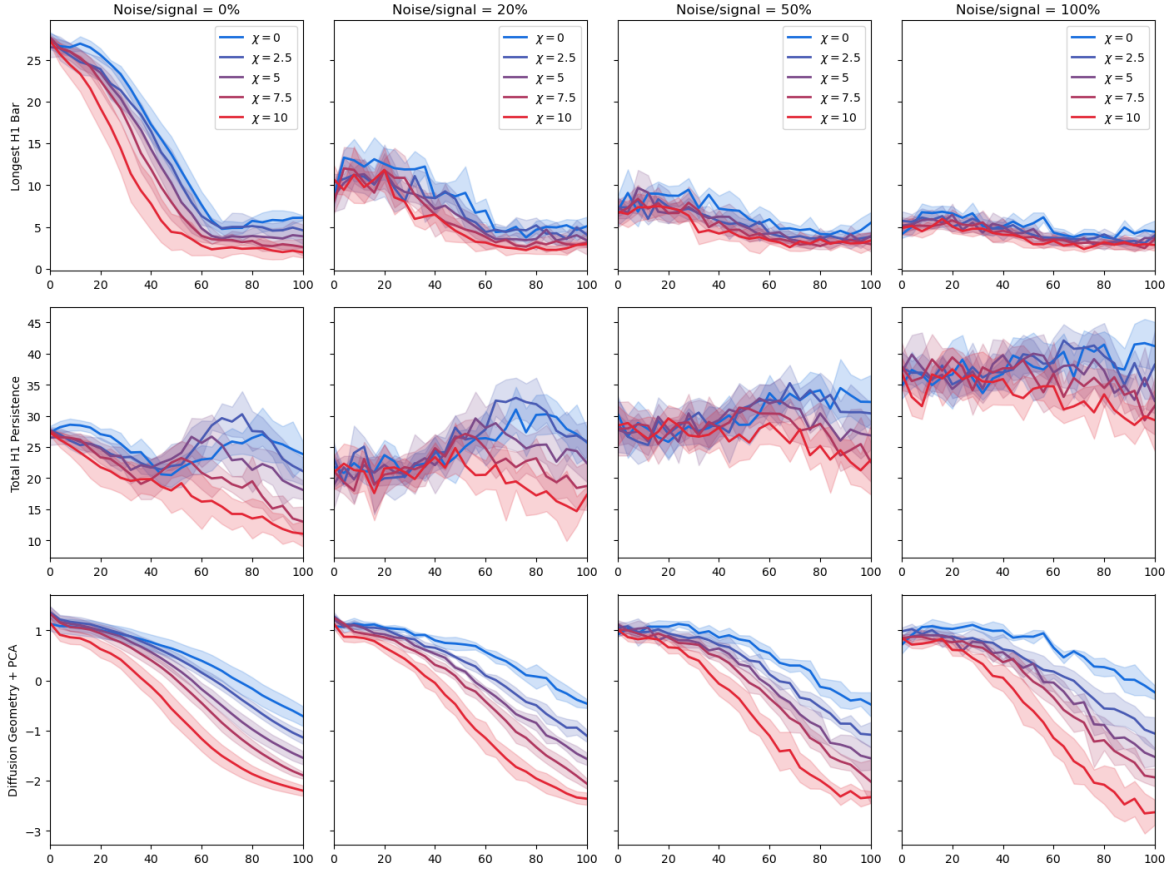 Noise/signal = 0%
Noise/signal = 20%
Noise/signal = 50%
Noise/signal = 100%
Longest H1 Bar
25
20
15
10
5
0
χ = 0
χ = 2.5
χ = 5
χ = 7.5
χ = 10
χ = 0
χ = 2.5
χ = 5
χ = 7.5
χ = 10
χ = 0
χ = 2.5
χ = 5
χ = 7.5
χ = 10
χ = 0
χ = 2.5
χ = 5
χ = 7.5
χ = 10
0 20 40 60 80 100
0 20 40 60 80 100
0 20 40 60 80 100
0 20 40 60 80 100
Total H1 Persistence
45
40
35
30
25
20
15
10
0 20 40 60 80 100
0 20 40 60 80 100
0 20 40 60 80 100
0 20 40 60 80 100
Diffusion Geometry + PCA
1
0
−1
−2
−3
0 20 40 60 80 100
0 20 40 60 80 100
0 20 40 60 80 100
0 20 40 60 80 100